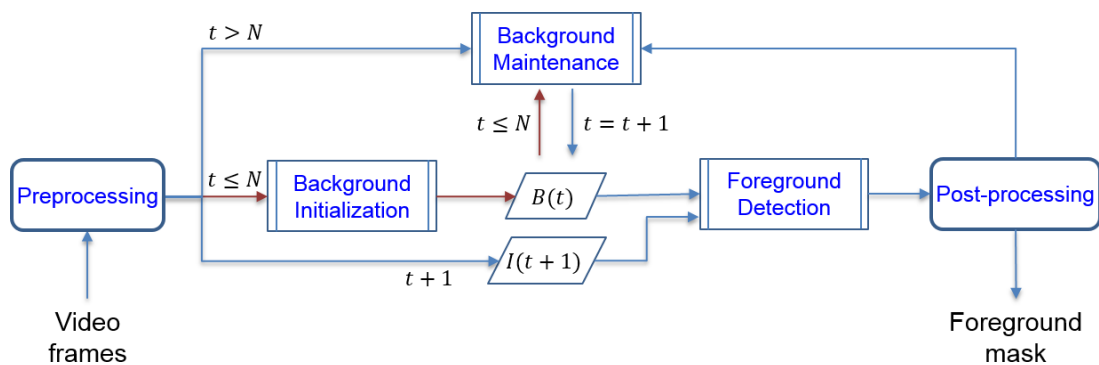 t > N
Background
Maintenance
t ≤ N
t = t + 1
Preprocessing
t ≤ N
Background
Initialization
B(t)
Foreground
Detection
Post-processing
t + 1
I(t + 1)
Video
frames
Foreground
mask